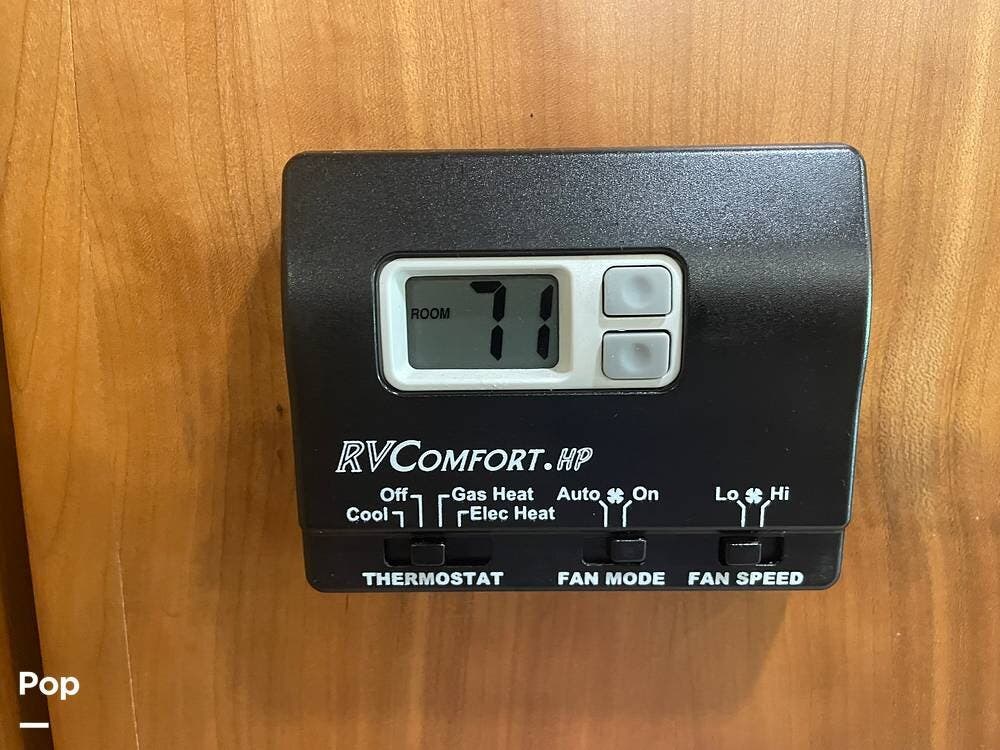 ROOM 71
RVCOMFORT.HP
Off Gas Heat Auto On Lo Hi
Cool Elec Heat
THERMOSTAT FAN MODE FAN SPEED
Pop